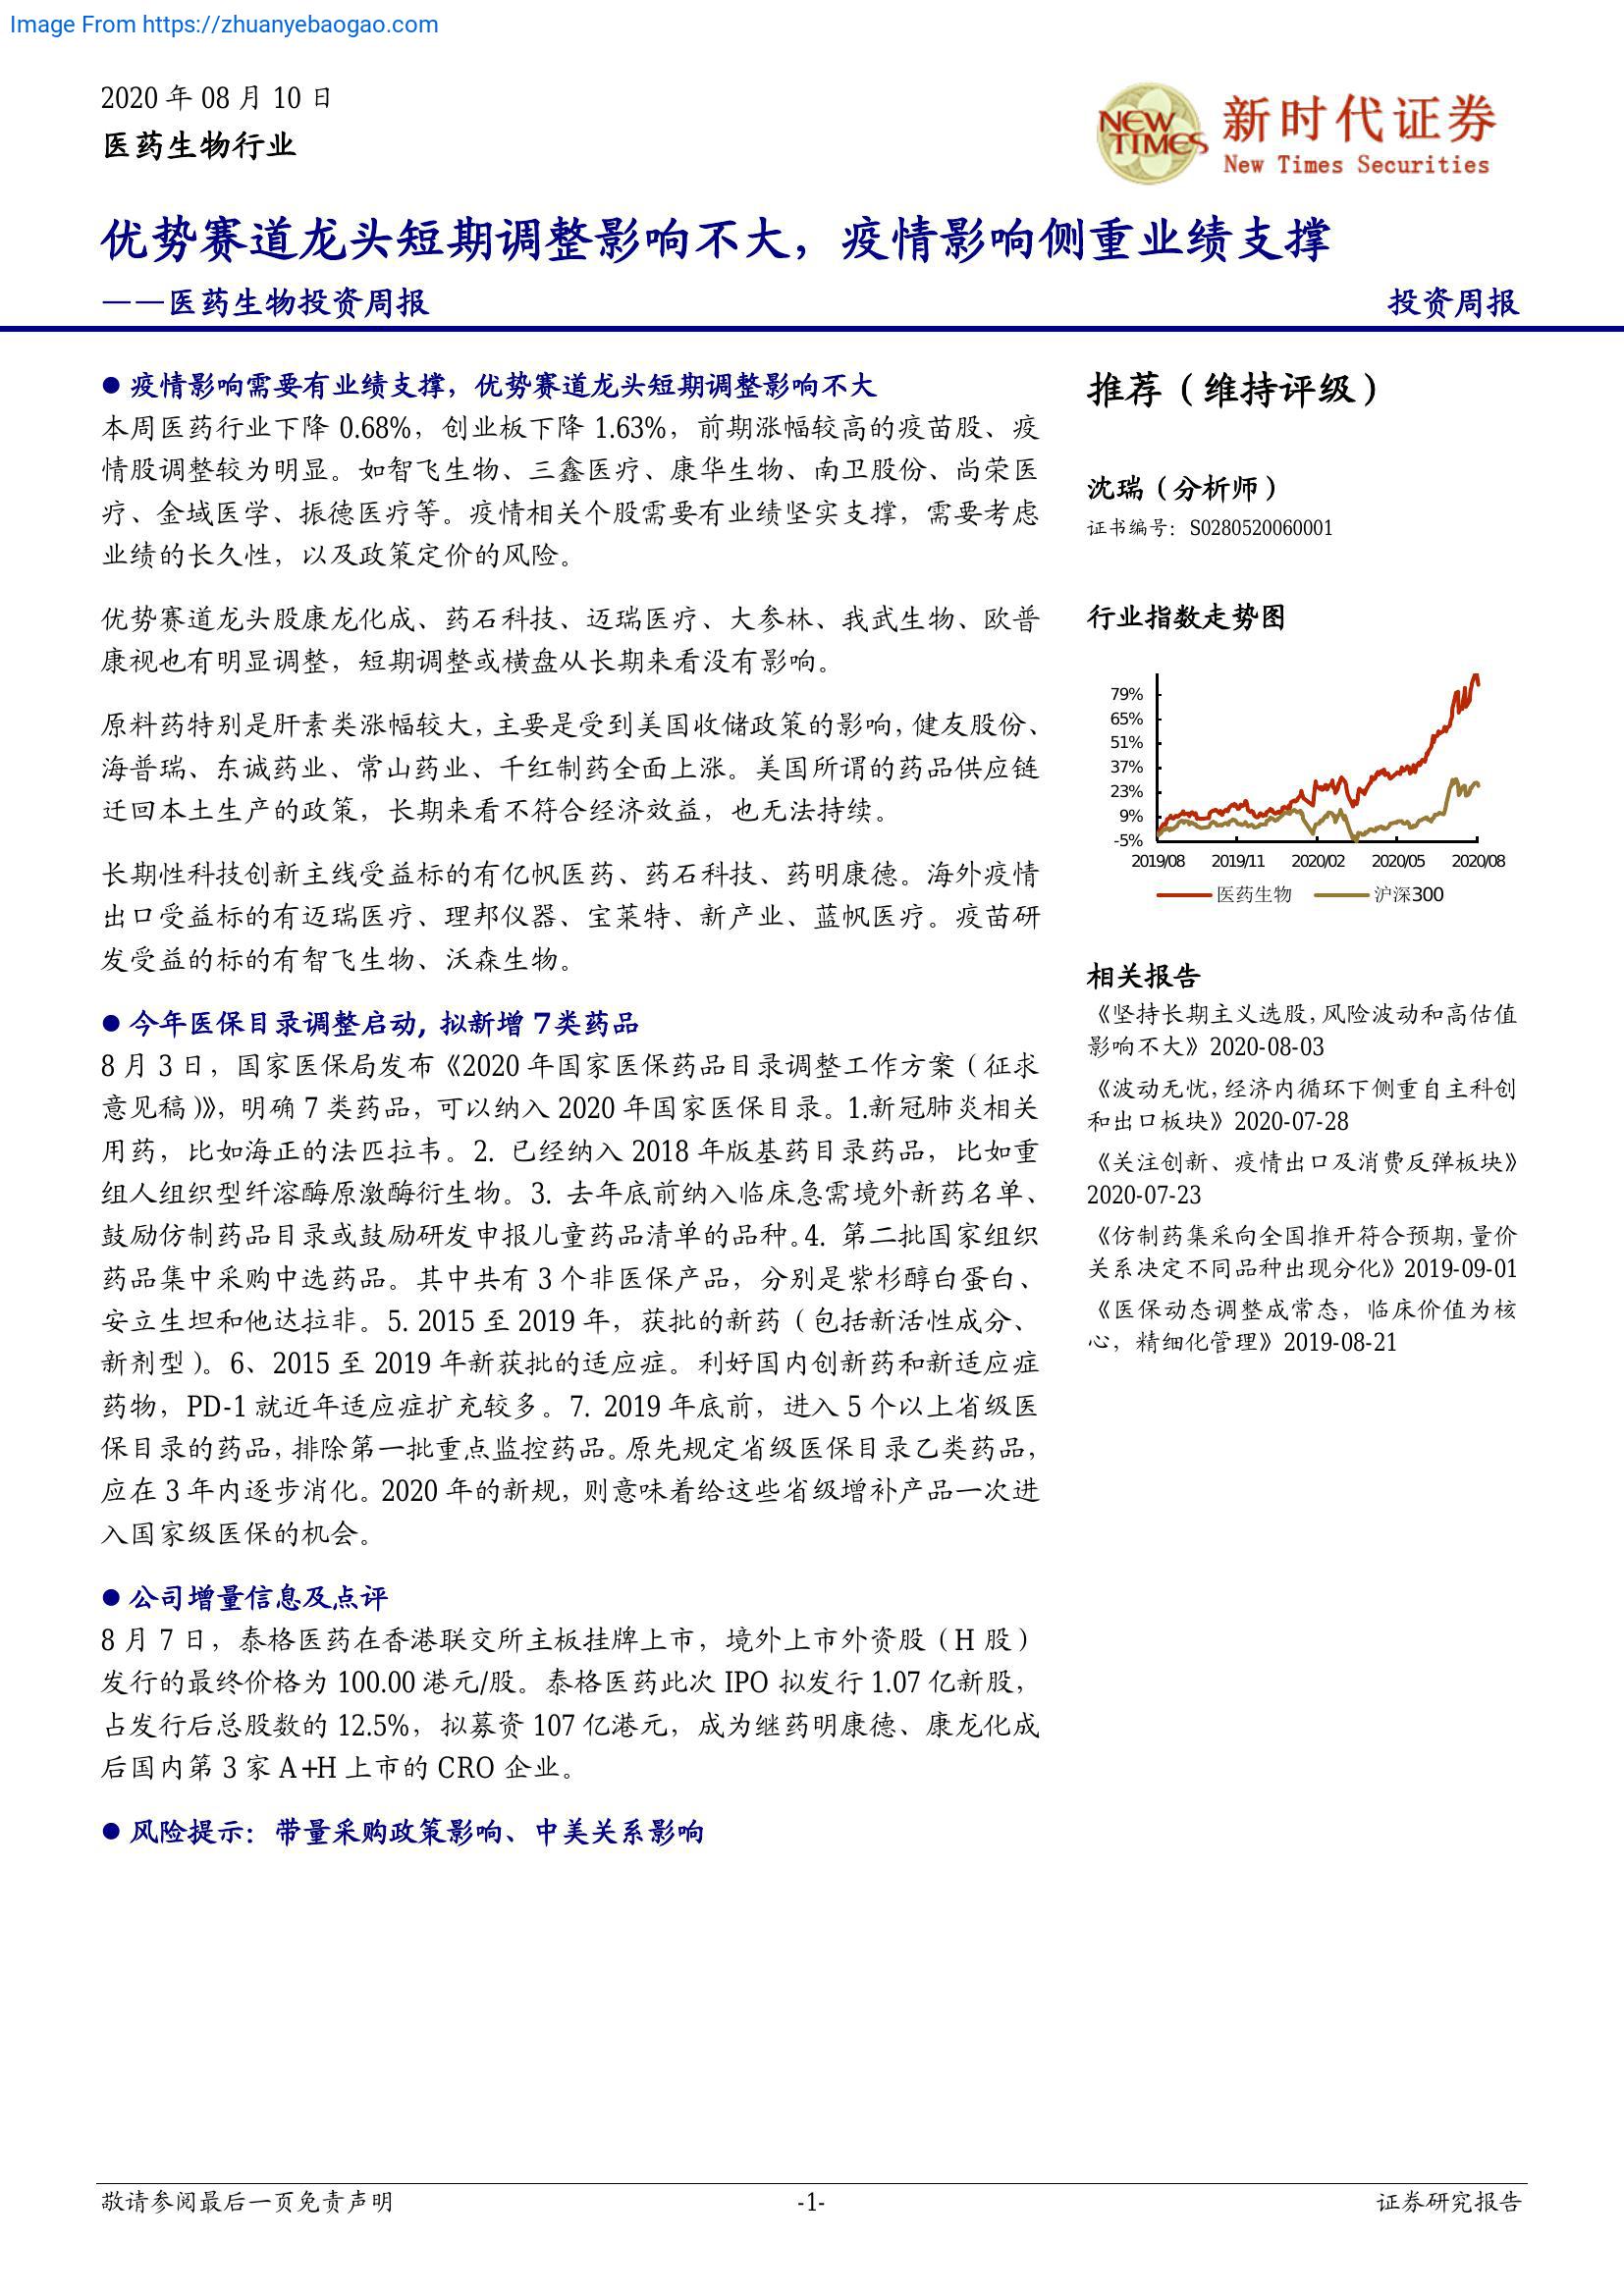 Image From https://zhuanyebaogao.com
2020 年 08 月 10 日
医药生物行业
NEW TIMES
新时代证券
New Times Securities
优势赛道龙头短期调整影响不大，疫情影响侧重业绩支撑
——医药生物投资周报
投资周报
● 疫情影响需要有业绩支撑，优势赛道龙头短期调整影响不大
本周医药行业下降 0.68%，创业板下降 1.63%，前期涨幅较高的疫苗股、疫
情股调整较为明显。如智飞生物、三鑫医疗、康华生物、南卫股份、尚荣医
疗、金域医学、振德医疗等。疫情相关个股需要有业绩坚实支撑，需要考虑
业绩的长久性，以及政策定价的风险。
优势赛道龙头股康龙化成、药石科技、迈瑞医疗、大参林、我武生物、欧普
康视也有明显调整，短期调整或横盘从长期来看没有影响。
原料药特别是肝素类涨幅较大，主要是受到美国收储政策的影响，健友股份、
海普瑞、东诚药业、常山药业、千红制药全面上涨。美国所谓的药品供应链
迁回本土生产的政策，长期来看不符合经济效益，也无法持续。
长期性科技创新主线受益标的有亿帆医药、药石科技、药明康德。海外疫情
出口受益标的有迈瑞医疗、理邦仪器、宝莱特、新产业、蓝帆医疗。疫苗研
发受益的标的有智飞生物、沃森生物。
● 今年医保目录调整启动，拟新增 7类药品
8 月 3 日，国家医保局发布《2020 年国家医保药品目录调整工作方案（征求
意见稿）》，明确 7 类药品，可以纳入 2020 年国家医保目录。1.新冠肺炎相关
用药，比如海正的法匹拉韦。2. 已经纳入 2018 年版基药目录药品，比如重
组人组织型纤溶酶原激酶衍生物。3. 去年底前纳入临床急需境外新药名单、
鼓励仿制药品目录或鼓励研发申报儿童药品清单的品种。4. 第二批国家组织
药品集中采购中选药品。其中共有 3 个非医保产品，分别是紫杉醇白蛋白、
安立生坦和他达拉非。5. 2015 至 2019 年，获批的新药（包括新活性成分、
新剂型）。6、2015 至 2019 年新获批的适应症。利好国内创新药和新适应症
药物，PD-1 就近年适应症扩充较多。7. 2019 年底前，进入 5 个以上省级医
保目录的药品，排除第一批重点监控药品。原先规定省级医保目录乙类药品，
应在 3 年内逐步消化。2020 年的新规，则意味着给这些省级增补产品一次进
入国家级医保的机会。
● 公司增量信息及点评
8 月 7 日，泰格医药在香港联交所主板挂牌上市，境外上市外资股（H 股）
发行的最终价格为 100.00 港元/股。泰格医药此次 IPO 拟发行 1.07 亿新股，
占发行后总股数的 12.5%，拟募资 107 亿港元，成为继药明康德、康龙化成
后国内第 3 家 A+H 上市的 CRO 企业。
● 风险提示：带量采购政策影响、中美关系影响
推荐（维持评级）
沈瑞（分析师）
证书编号：S0280520060001
行业指数走势图
79%
65%
51%
37%
23%
9%
-5%
2019/08 2019/11 2020/02 2020/05 2020/08
医药生物 沪深300
相关报告
《坚持长期主义选股，风险波动和高估值
影响不大》2020-08-03
《波动无忧，经济内循环下侧重自主科创
和出口板块》2020-07-28
《关注创新、疫情出口及消费反弹板块》
2020-07-23
《仿制药集采向全国推开符合预期，量价
关系决定不同品种出现分化》2019-09-01
《医保动态调整成常态，临床价值为核
心，精细化管理》2019-08-21
敬请参阅最后一页免责声明
-1-
证券研究报告